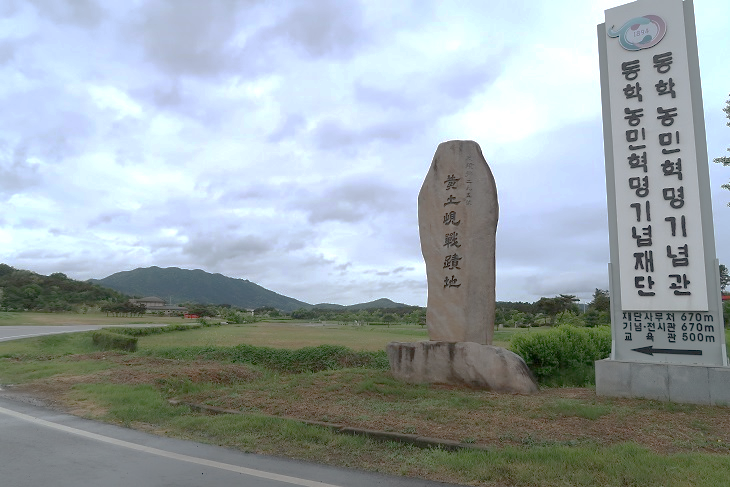 黃土峴戰蹟地
1894
동학농민혁명기념관
동학농민혁명기념재단
재단사무처 670m
기념·전시관 670m
교육관 500m